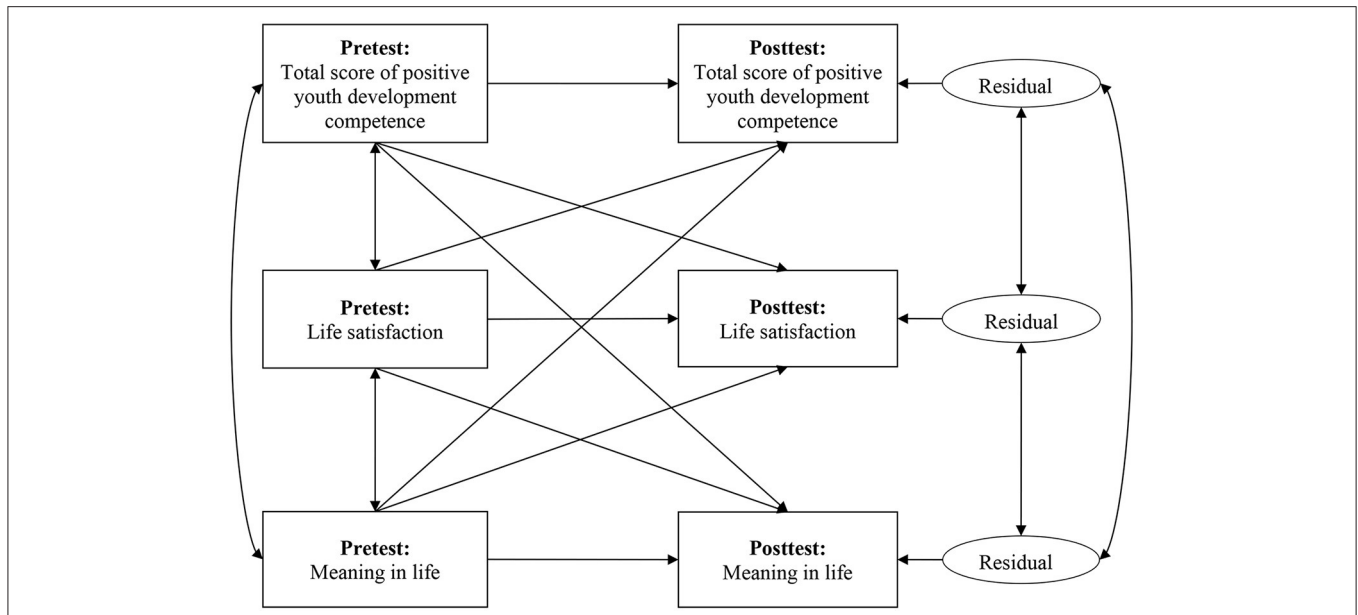 Pretest:
Total score of positive
youth development
competence
Posttest:
Total score of positive
youth development
competence
Residual
Pretest:
Life satisfaction
Posttest:
Life satisfaction
Residual
Pretest:
Meaning in life
Posttest:
Meaning in life
Residual